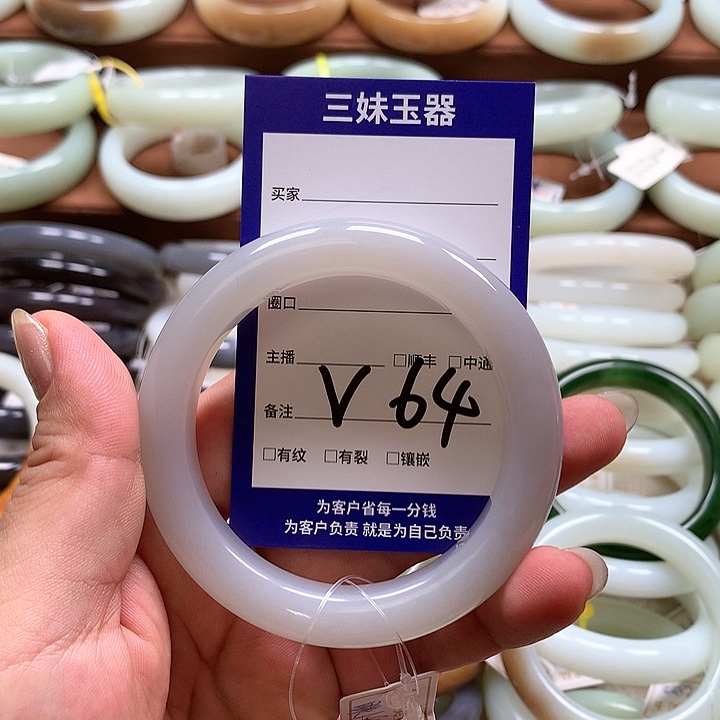 三妹玉器
买家
圈口
主播 □顺丰 □中通
V 64
备注
□有纹 □有裂 □镶嵌
为客户省每一分钱
为客户负责 就是为自己负责